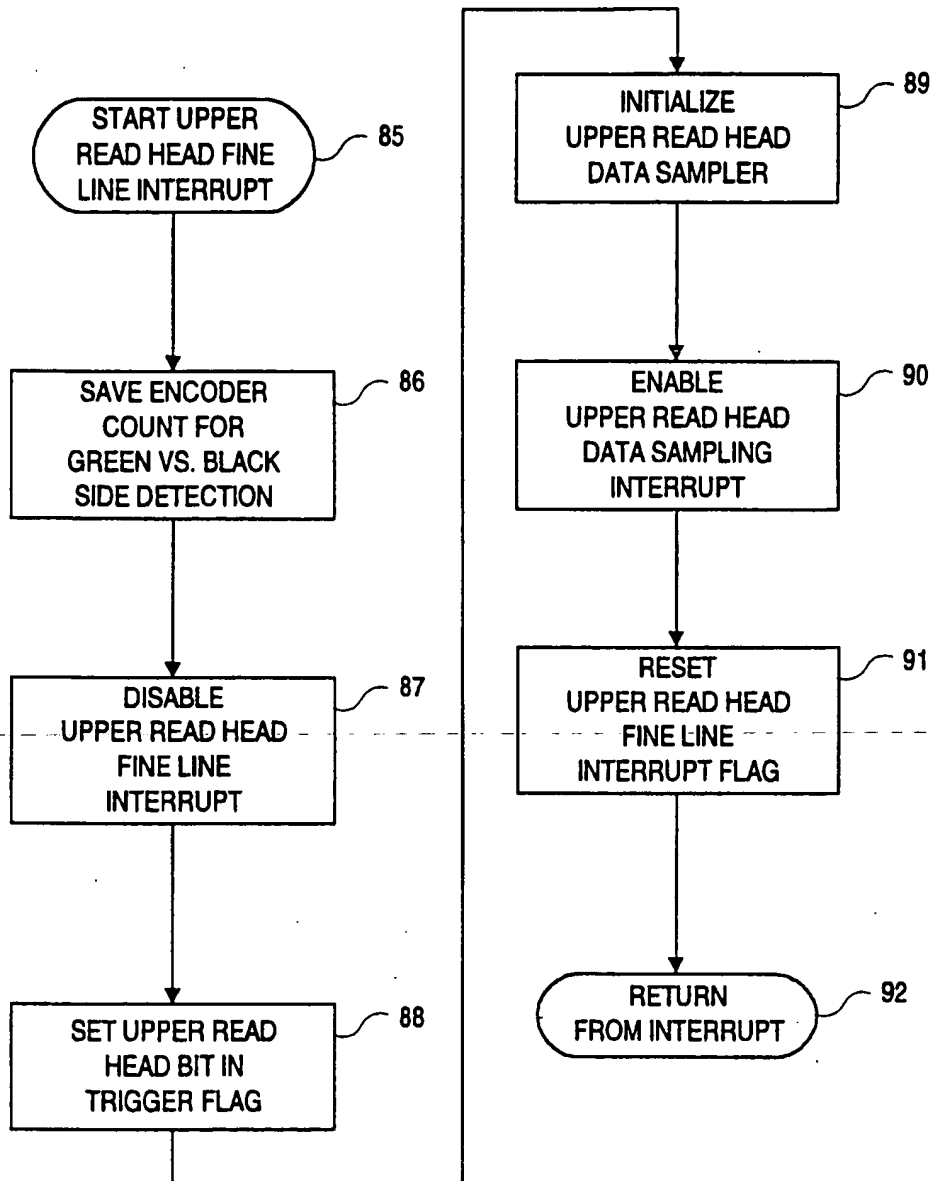 START UPPER
READ HEAD FINE
LINE INTERRUPT
85
SAVE ENCODER
COUNT FOR
GREEN VS. BLACK
SIDE DETECTION
86
DISABLE
UPPER READ HEAD
FINE LINE
INTERRUPT
87
SET UPPER READ
HEAD BIT IN
TRIGGER FLAG
88
INITIALIZE
UPPER READ HEAD
DATA SAMPLER
89
ENABLE
UPPER READ HEAD
DATA SAMPLING
INTERRUPT
90
RESET
UPPER READ HEAD
FINE LINE
INTERRUPT FLAG
91
RETURN
FROM INTERRUPT
92